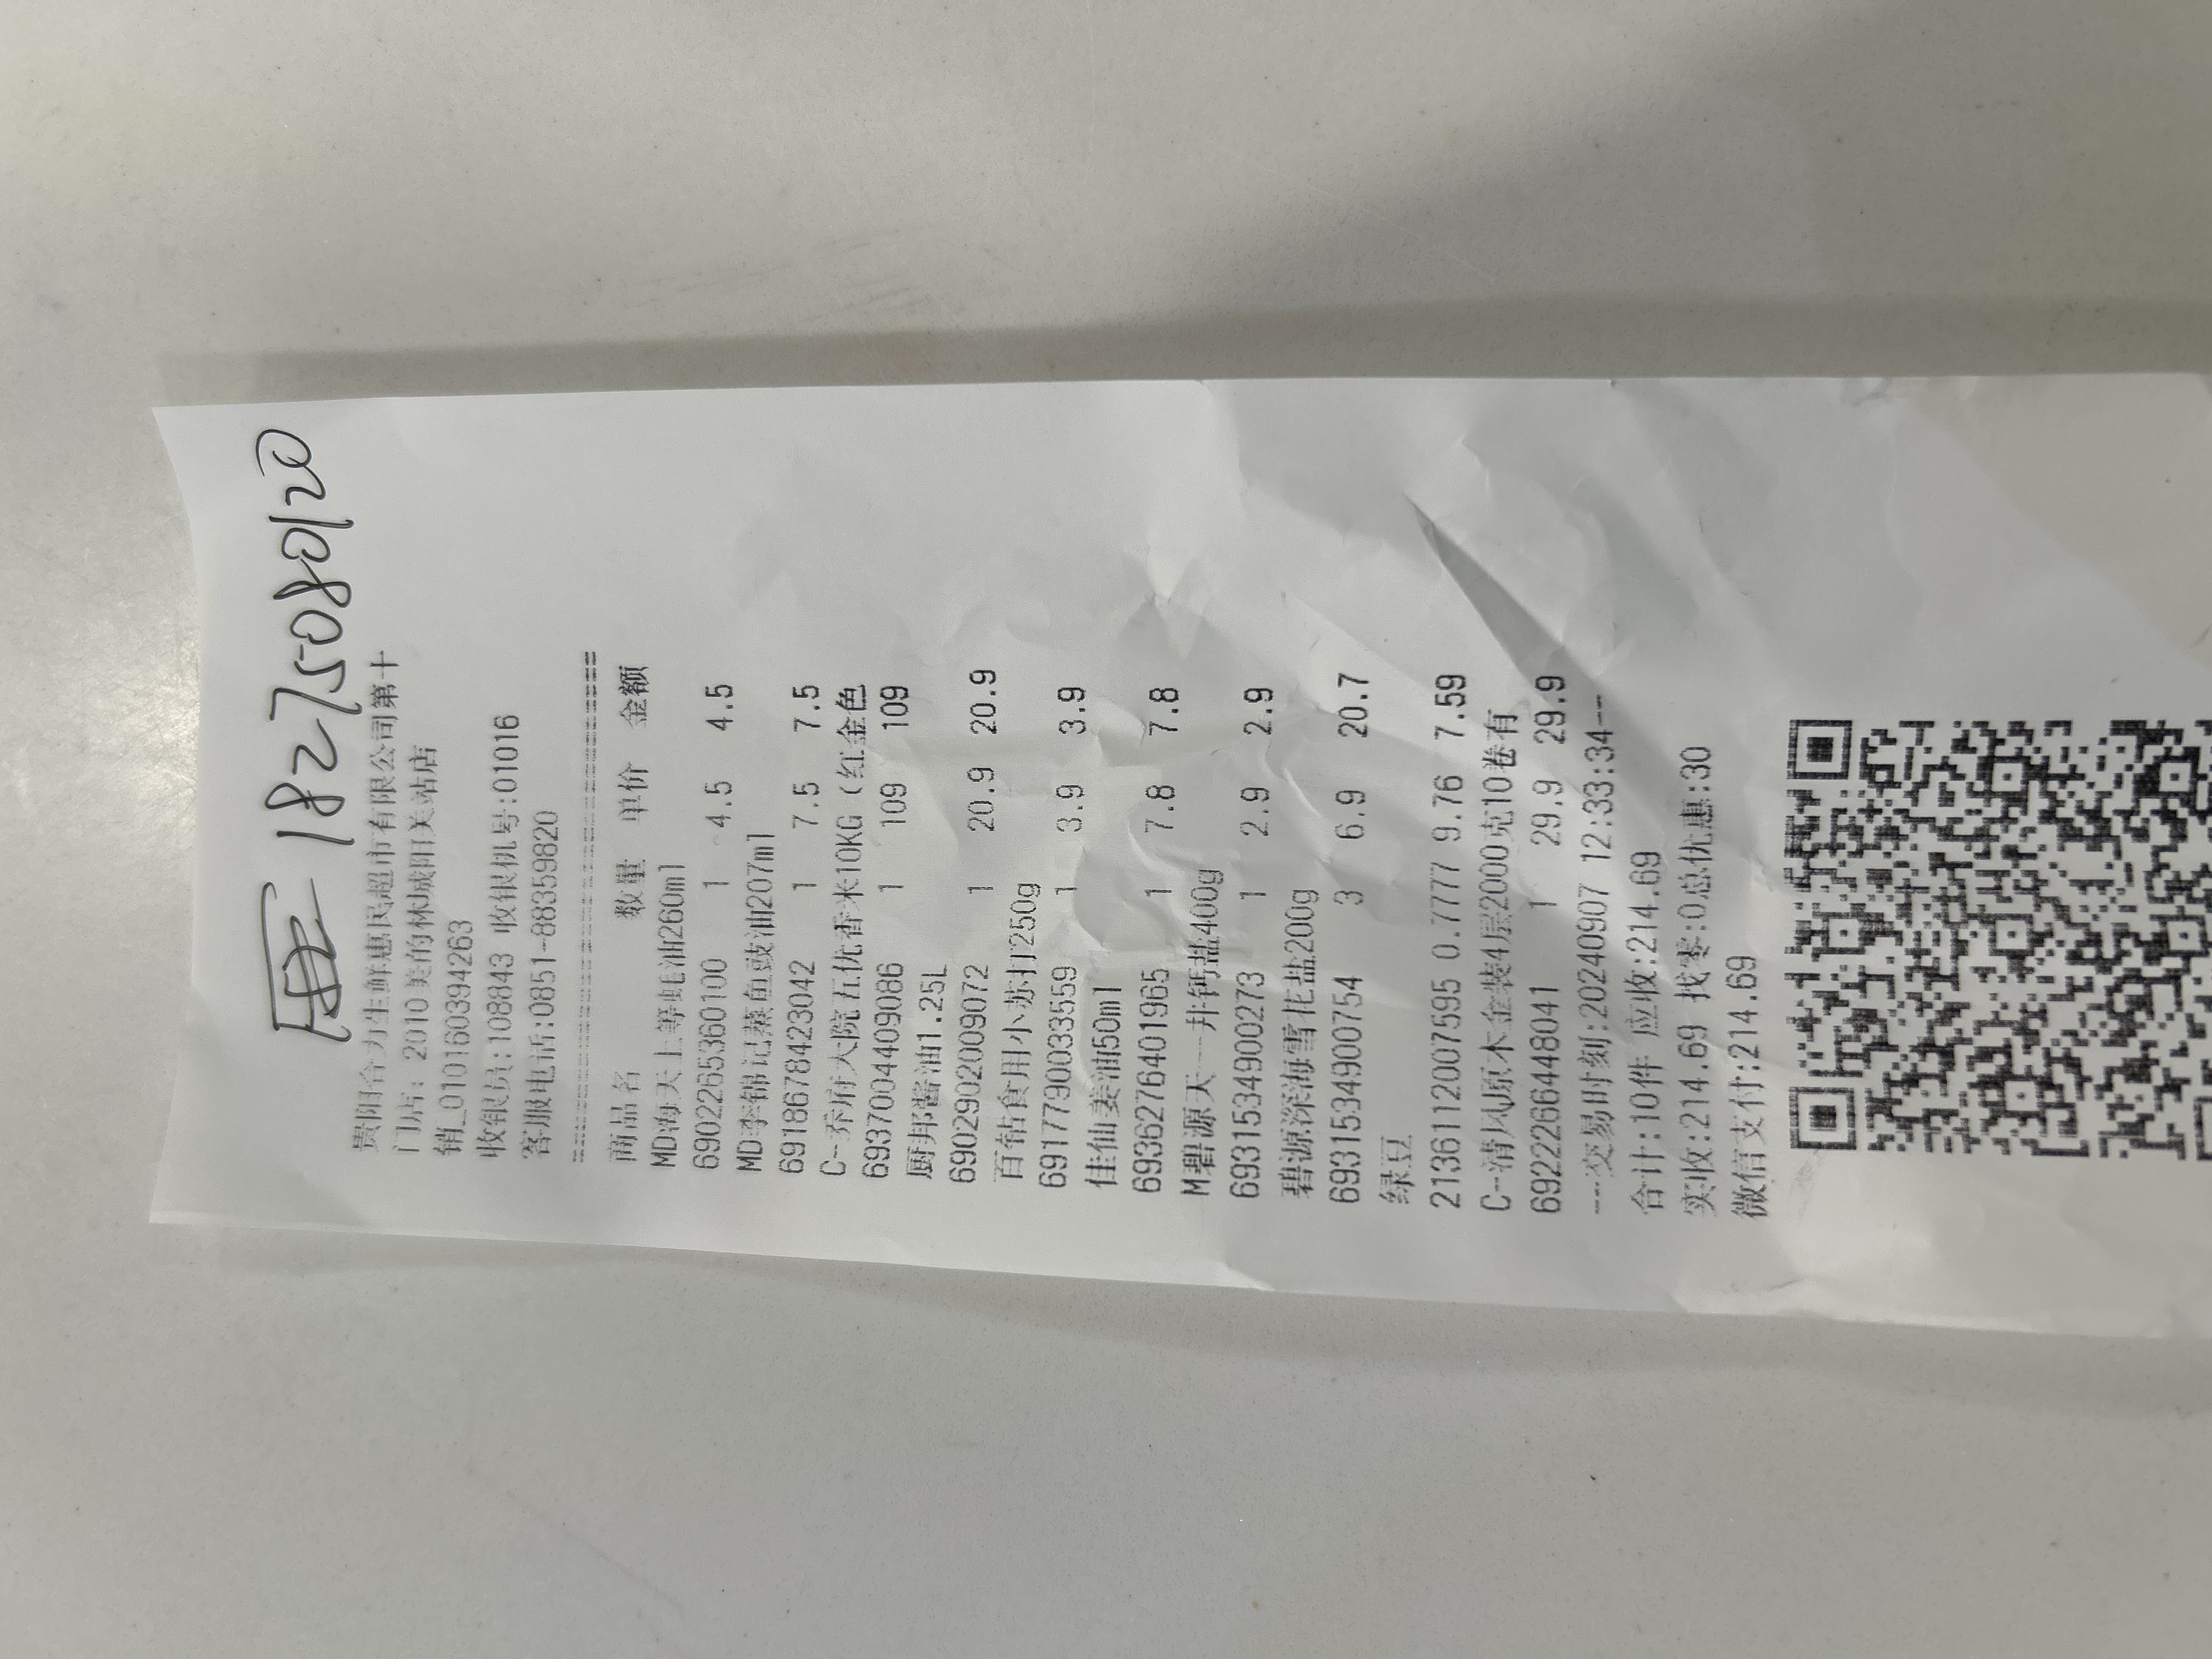 18275080120
贵阳合力生鲜惠民超市有限公司第十
门店: 2010 美的林城阳关站店
销_0101603394263
收银员:108843 收银机号:01016
客服电话:0851-88359820
================================
商品名 数量 单价 金额
MD海天上等蚝油260ml
6902265360100 1 4.5 4.5
MD李锦记蒸鱼豉油207ml
6918678423042 1 7.5 7.5
C-乔府大院五优香米10KG(红金色
6937004409086 1 109 109
厨邦酱油1.25L
6902902009072 1 20.9 20.9
百钻食用小苏打250g
6917790033559 1 3.9 3.9
佳仙姜油50ml
6936276401965 1 7.8 7.8
M碧源天一井钙盐400g
6931534900273 1 2.9 2.9
碧源深海雪花盐200g
6931534900754 3 6.9 20.7
绿豆
2136112007595 0.7777 9.76 7.59
C-清风原木金装4层2000克10卷有
6922266448041 1 29.9 29.9
---交易时刻:20240907 12:33:34--
合计:10件 应收:214.69
实收:214.69 找零:0总优惠:30
微信支付:214.69